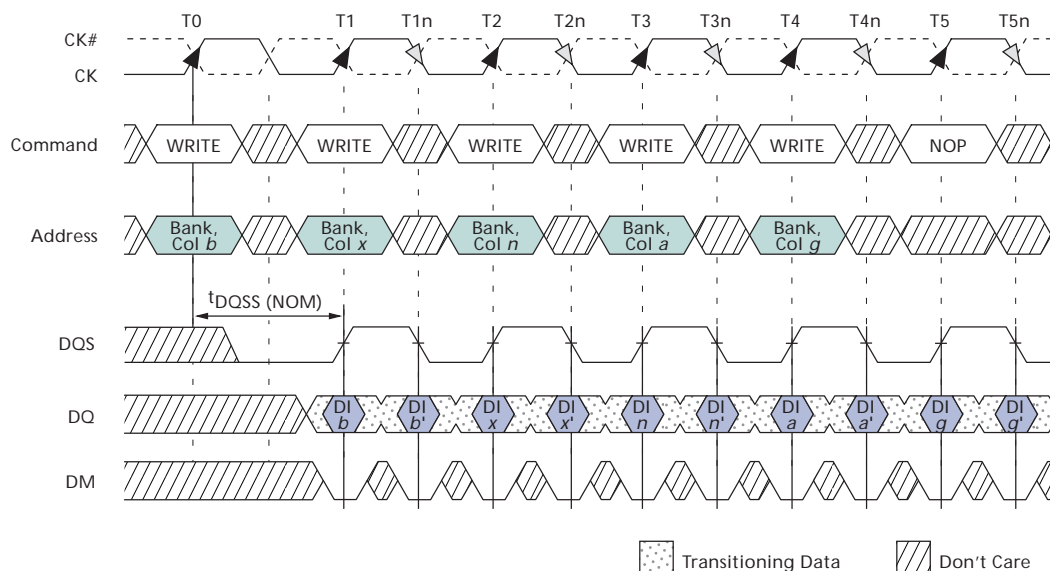 T0 T1 T1n T2 T2n T3 T3n T4 T4n T5 T5n
CK#
CK
Command WRITE WRITE WRITE WRITE WRITE NOP
Address
Bank, Col b
Bank, Col x
Bank, Col n
Bank, Col a
Bank, Col g
tDQSS (NOM)
DQS
DQ
DI b
DI b'
DI x
DI x'
DI n
DI n'
DI a
DI a'
DI g
DI g'
DM
Transitioning Data
Don't Care